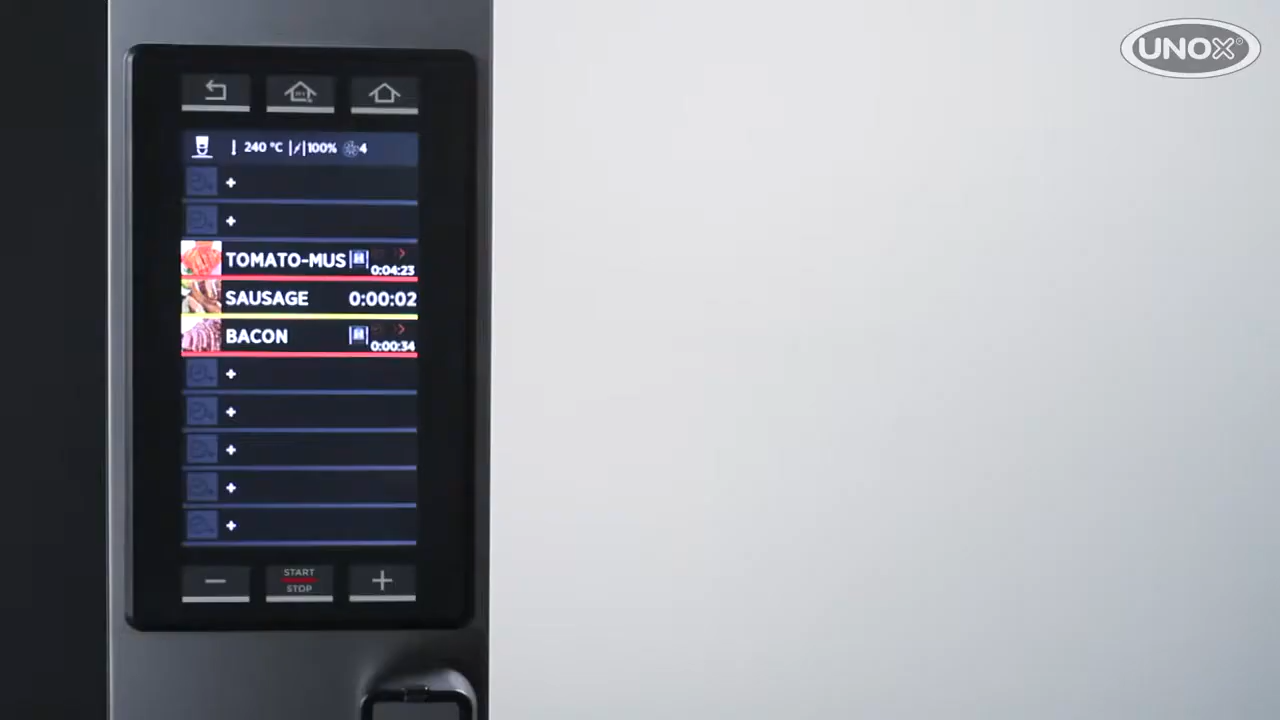 UNOX®
240 °C 100% 4
+
+
TOMATO-MUS 0:04:23
SAUSAGE 0:00:02
BACON 0:00:34
+
+
+
+
+
START
STOP